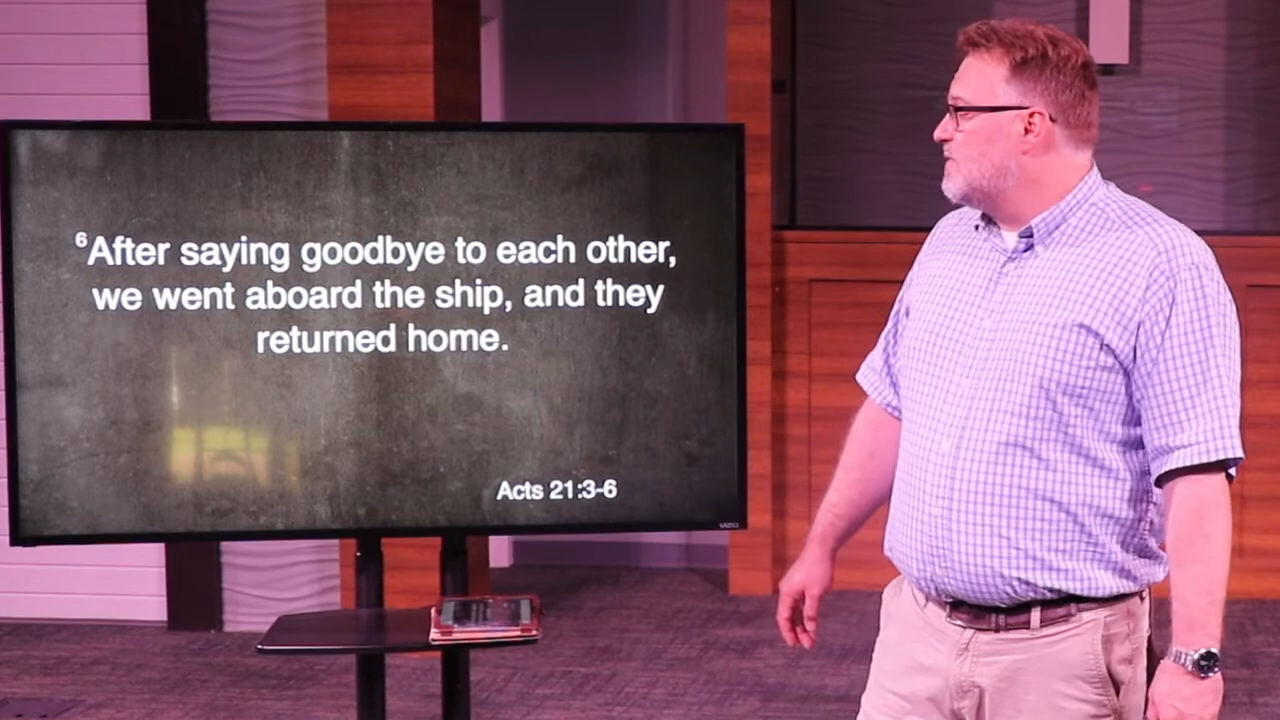 ⁶After saying goodbye to each other,
we went aboard the ship, and they
returned home.
Acts 21:3-6
VIZIO